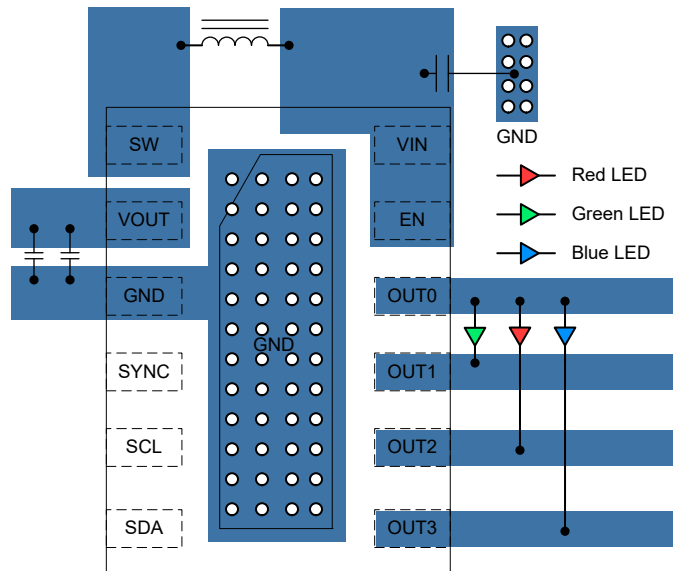 GND
SW
VIN
Red LED
VOUT
EN
Green LED
Blue LED
GND
OUT0
GND
SYNC
OUT1
SCL
OUT2
SDA
OUT3